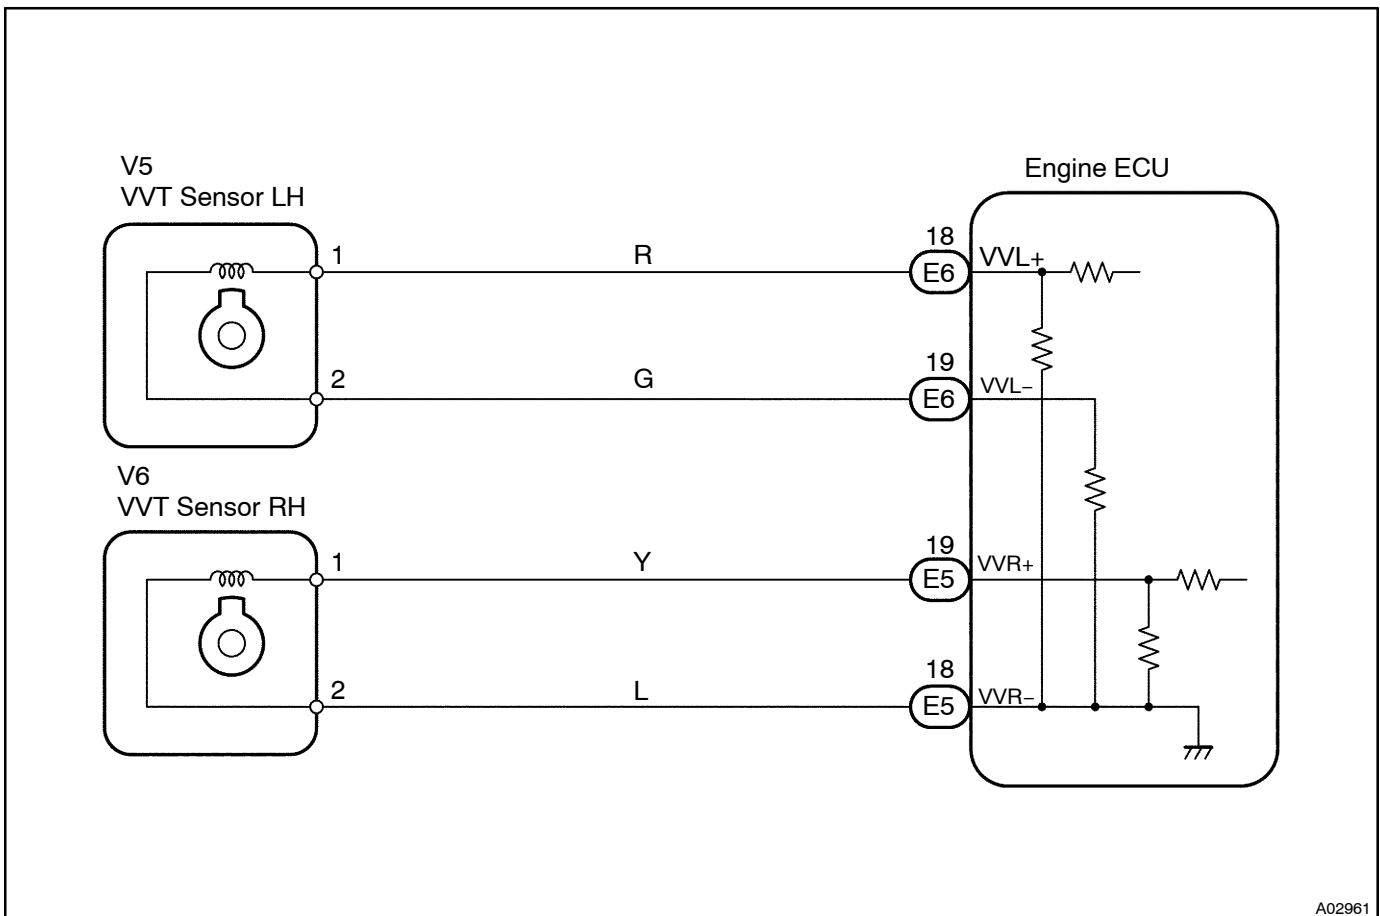 V5
VVT Sensor LH
Engine ECU
1
R
18
E6
VVL+
2
G
19
E6
VVL−
V6
VVT Sensor RH
1
Y
19
E5
VVR+
2
L
18
E5
VVR−
A02961